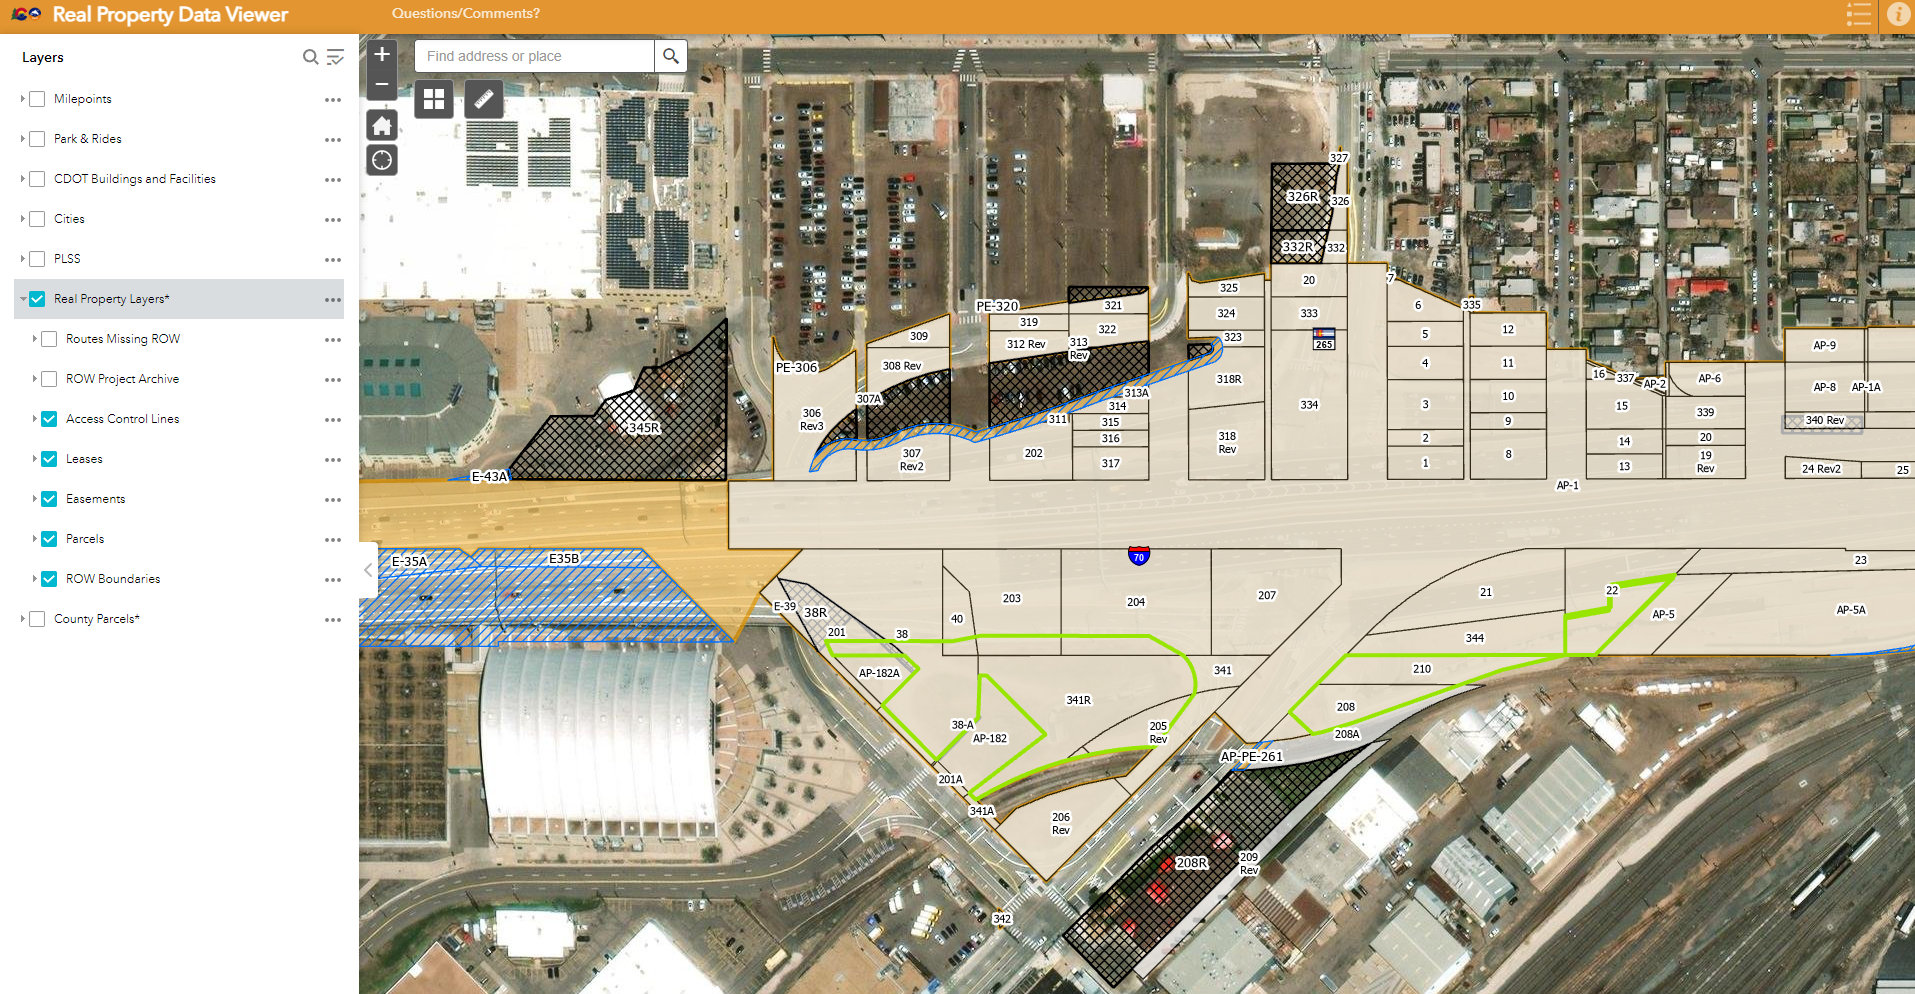 Real Property Data Viewer
Questions/Comments?
Layers
Find address or place
Milepoints
Park & Rides
CDOT Buildings and Facilities
Cities
PLSS
Real Property Layers*
Routes Missing ROW
ROW Project Archive
Access Control Lines
Leases
Easements
Parcels
ROW Boundaries
County Parcels*
327
326R
326
332R
332
20
7
325
PE-320
321
319
324
333
6
335
322
12
309
323
265
5
312 Rev
313
Rev
11
AP-9
PE-306
308 Rev
4
318R
16
337
AP-2
AP-6
AP-8
AP-1A
307A
313A
10
306
Rev3
311
314
334
3
15
339
340 Rev
315
9
345R
316
318
Rev
2
14
20
307
Rev2
202
317
1
8
13
19
Rev
24 Rev2
25
E-43A
AP-1
E-35A
E35B
70
23
E-39
38R
203
204
207
21
22
AP-5
AP-5A
40
201
38
344
AP-182A
341
210
341R
38-A
AP-182
205
Rev
208
208A
AP-PE-261
201A
341A
206
Rev
208R
209
Rev
342